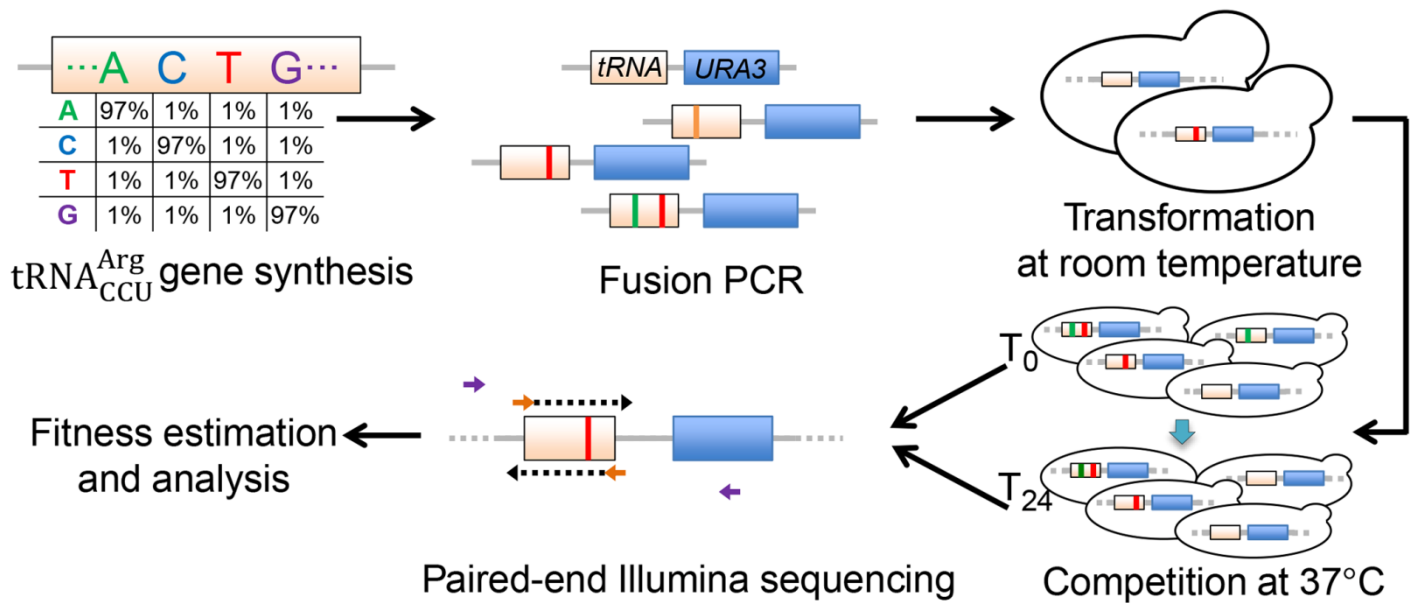 ···A C T G···
A 97% 1% 1% 1%
C 1% 97% 1% 1%
T 1% 1% 97% 1%
G 1% 1% 1% 97%
tRNA^Arg_CCU gene synthesis
tRNA URA3
Fusion PCR
Transformation
at room temperature
T0
T24
Competition at 37°C
Paired-end Illumina sequencing
Fitness estimation
and analysis